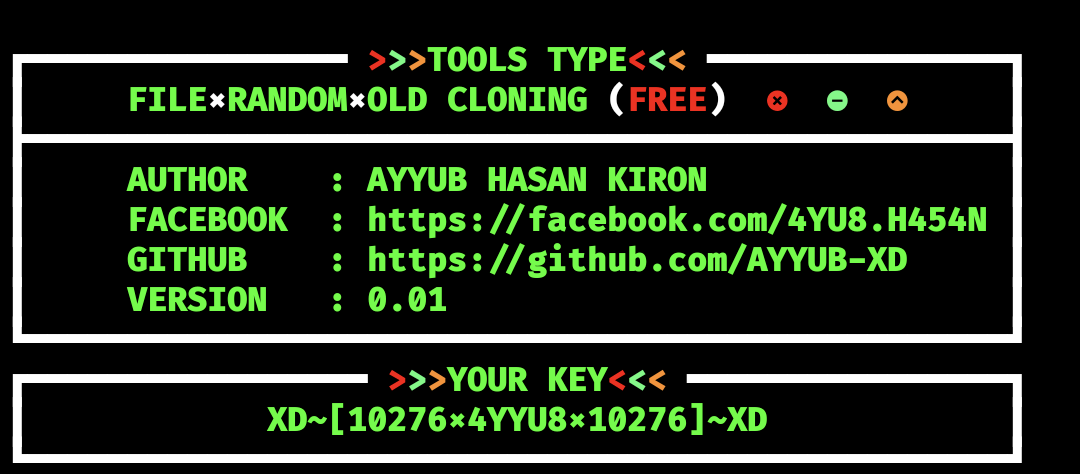 >>>TOOLS TYPE<<<
FILE×RANDOM×OLD CLONING (FREE)
AUTHOR : AYYUB HASAN KIRON
FACEBOOK : https://facebook.com/4YU8.H454N
GITHUB : https://github.com/AYYUB-XD
VERSION : 0.01
>>>YOUR KEY<<<
XD~[10276×4YYU8×10276]~XD